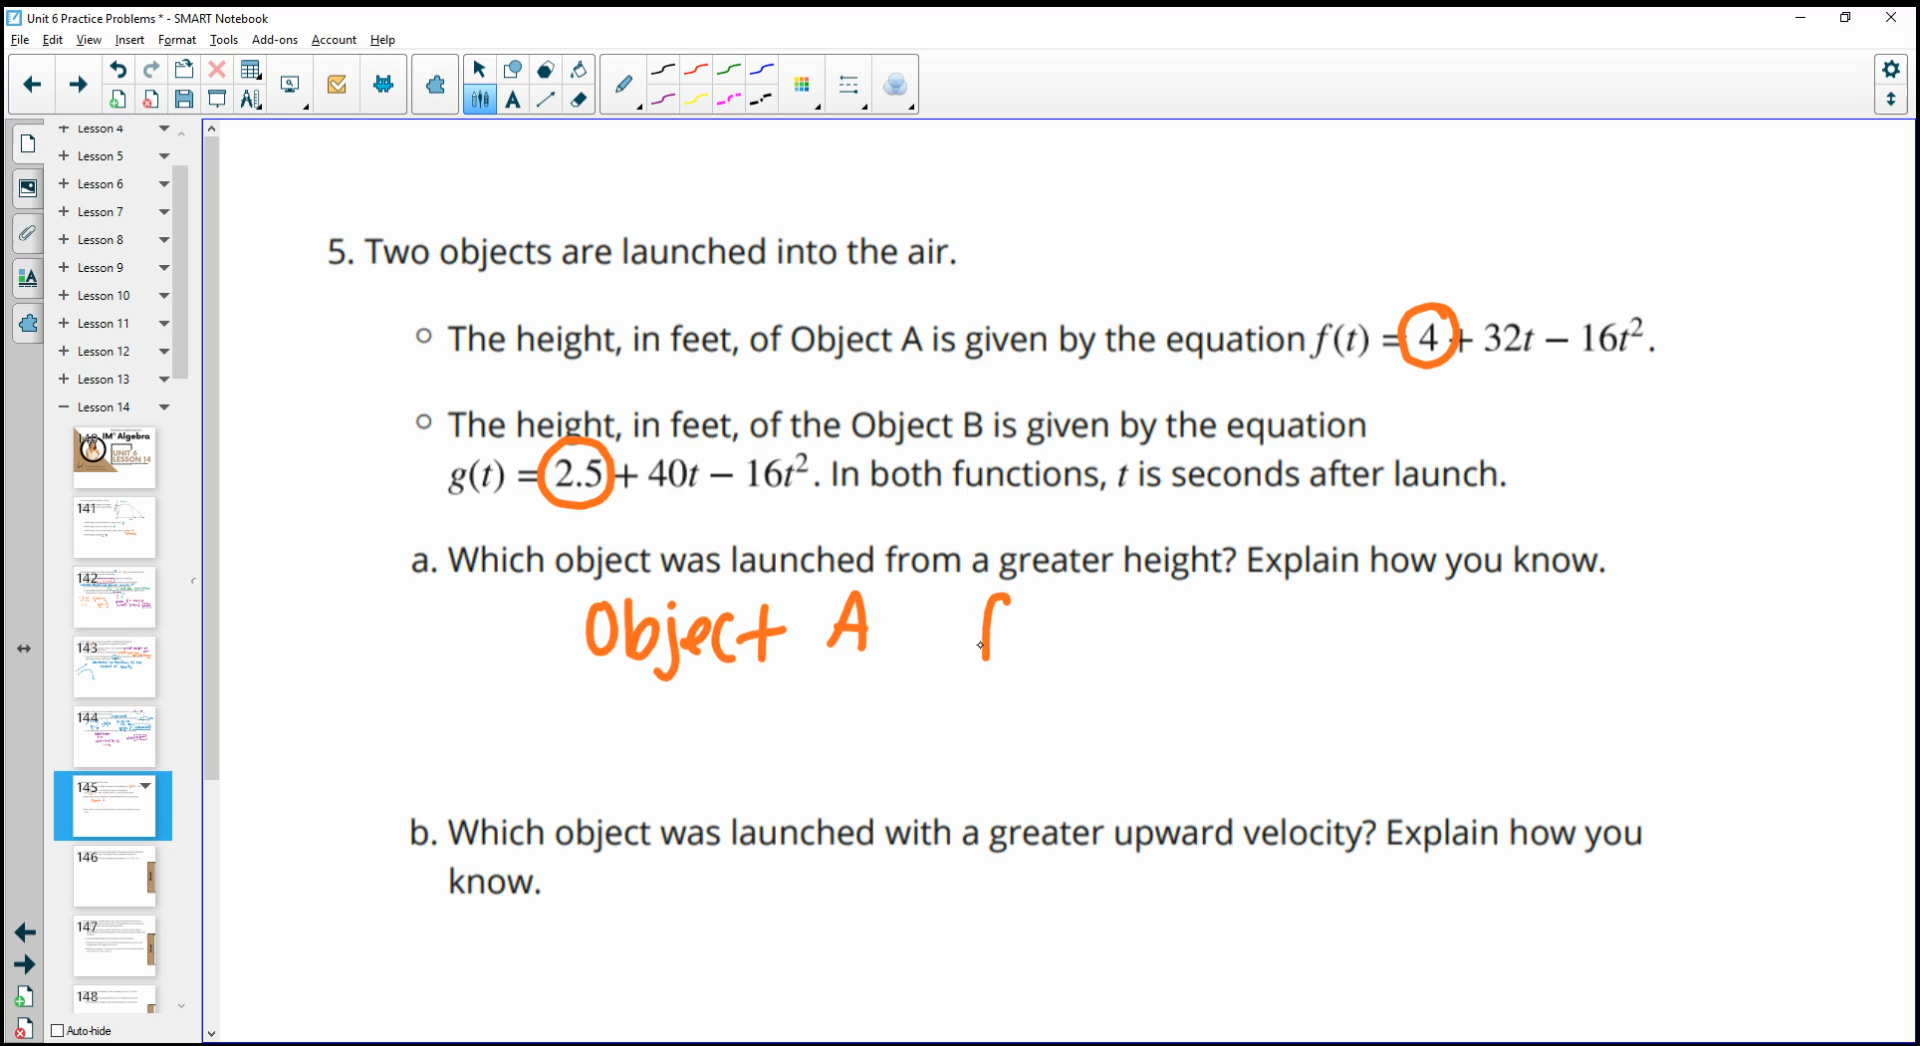 Unit 6 Practice Problems * - SMART Notebook
File Edit View Insert Format Tools Add-ons Account Help
Lesson 4
Lesson 5
Lesson 6
Lesson 7
Lesson 8
Lesson 9
Lesson 10
Lesson 11
Lesson 12
Lesson 13
Lesson 14
IM' Algebra
UNIT 6
LESSON 14
141
142
143
144
145
146
147
148
Auto-hide
5. Two objects are launched into the air.
The height, in feet, of Object A is given by the equation f(t) = 4 + 32t − 16t².
The height, in feet, of the Object B is given by the equation
g(t) = 2.5 + 40t − 16t². In both functions, t is seconds after launch.
a. Which object was launched from a greater height? Explain how you know.
Object A
b. Which object was launched with a greater upward velocity? Explain how you
know.